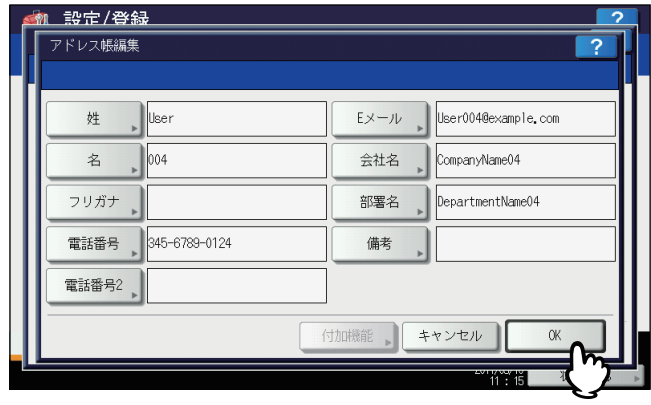 設定/登録
?
アドレス帳編集
?
姓 User
Eメール User004@example.com
名 004
会社名 CompanyName04
フリガナ
部署名 DepartmentName04
電話番号 345-6789-0124
備考
電話番号2
付加機能
キャンセル
OK
11 : 15